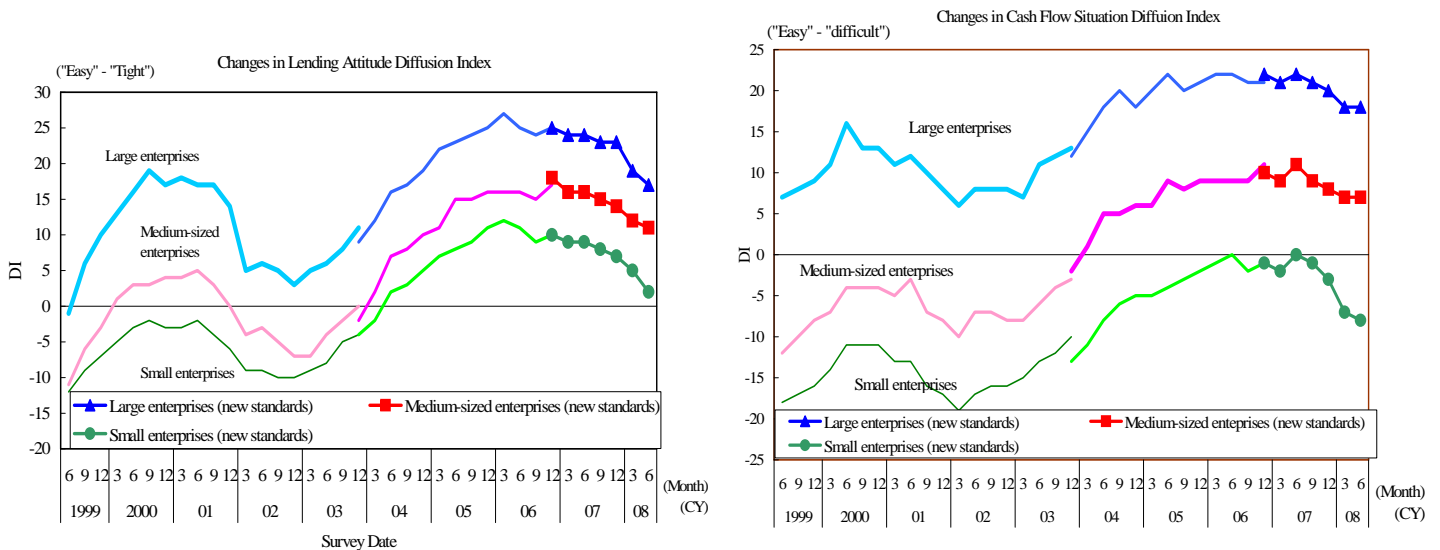 Changes in Lending Attitude Diffusion Index
("Easy" - "Tight")
30
25
20
15
10
5
0
-5
-10
-15
-20
DI
Large enterprises
Medium-sized
enterprises
Small enterprises
Large enterprises (new standards)
Medium-sized enterprises (new standards)
Small enterprises (new standards)
6 9 12 3 6 9 12 3 6 9 12 3 6 9 12 3 6 9 12 3 6 9 12 3 6 9 12 3 6 9 12 3 6 9 12 3 6
(Month)
1999 2000 01 02 03 04 05 06 07 08
(CY)
Survey Date
Changes in Cash Flow Situation Diffuion Index
("Easy" - "difficult")
25
20
15
10
5
0
-5
-10
-15
-20
-25
DI
Large enterprises
Medium-sized enterprises
Small enterprises
Large enterprises (new standards)
Medium-sized enteprises (new standards)
Small enterprises (new standards)
6 9 12 3 6 9 12 3 6 9 12 3 6 9 12 3 6 9 12 3 6 9 12 3 6 9 12 3 6 9 12 3 6 9 12 3 6
(Month)
1999 2000 01 02 03 04 05 06 07 08
(CY)